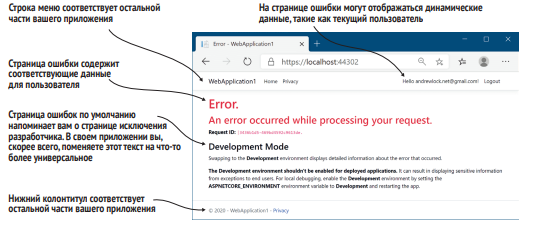 Строка меню соответствует остальной
части вашего приложения
На странице ошибки могут отображаться динамические
данные, такие как текущий пользователь
Страница ошибки содержит
соответствующие данные
для пользователя
Страница ошибок по умолчанию
напоминает вам о странице исключения
разработчика. В своем приложении вы,
скорее всего, поменяете этот текст на что-то
более универсальное
Нижний колонтитул соответствует
остальной части вашего приложения
Error - WebApplication1
https://localhost:44302
WebApplication1 Home Privacy Hello andrewlock.net@gmail.com! Logout
Error.
An error occurred while processing your request.
Request ID:
Development Mode
Swapping to the Development environment displays detailed information about the error that occurred.
The Development environment shouldn't be enabled for deployed applications. It can result in displaying sensitive information
from exceptions to end users. For local debugging, enable the Development environment by setting the
ASPNETCORE_ENVIRONMENT environment variable to Development and restarting the app.
© 2020 - WebApplication1 - Privacy